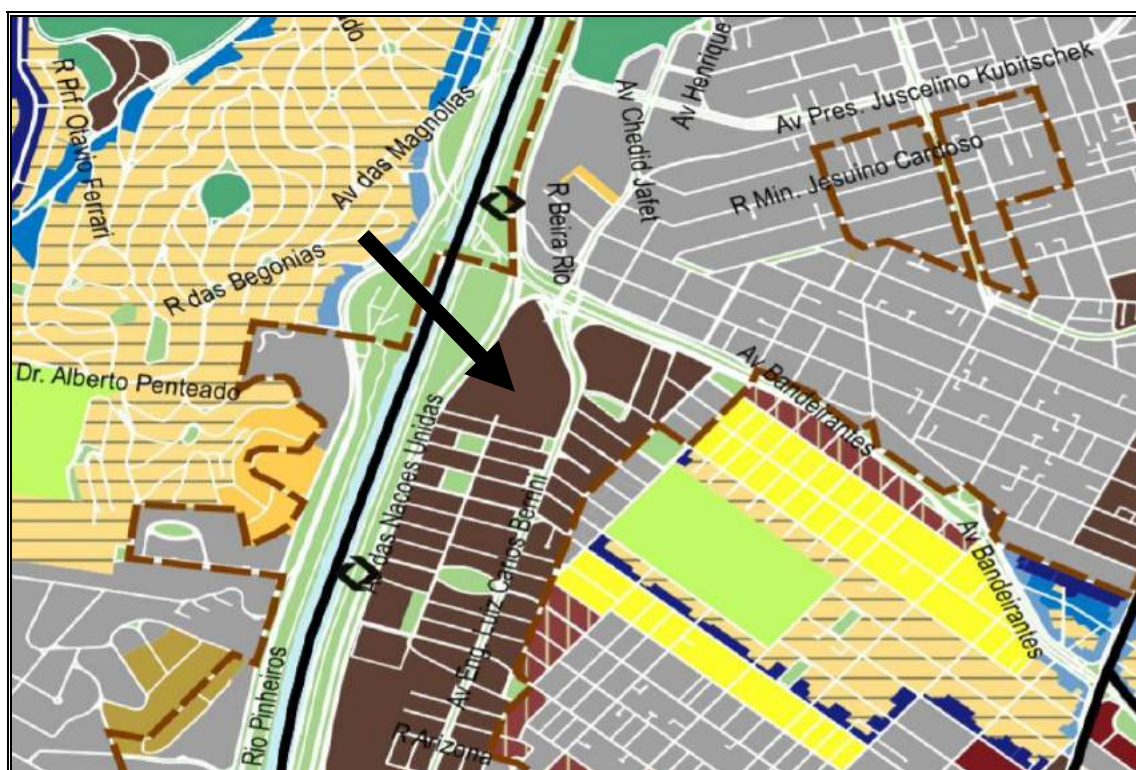 ado
Av Henrique
Av Pres. Juscelino Kubitschek
R Prf Otavio Ferrari
Av das Magnolias
Av Chedid Jafet
R Min. Jesuino Cardoso
R Beira Rio
R das Begonias
Dr. Alberto Penteado
Av Bandeirantes
Av das Nacoes Unidas
Av Eng. Luiz Carlos Berrini
Av Bandeirantes
Rio Pinheiros
R Arizona